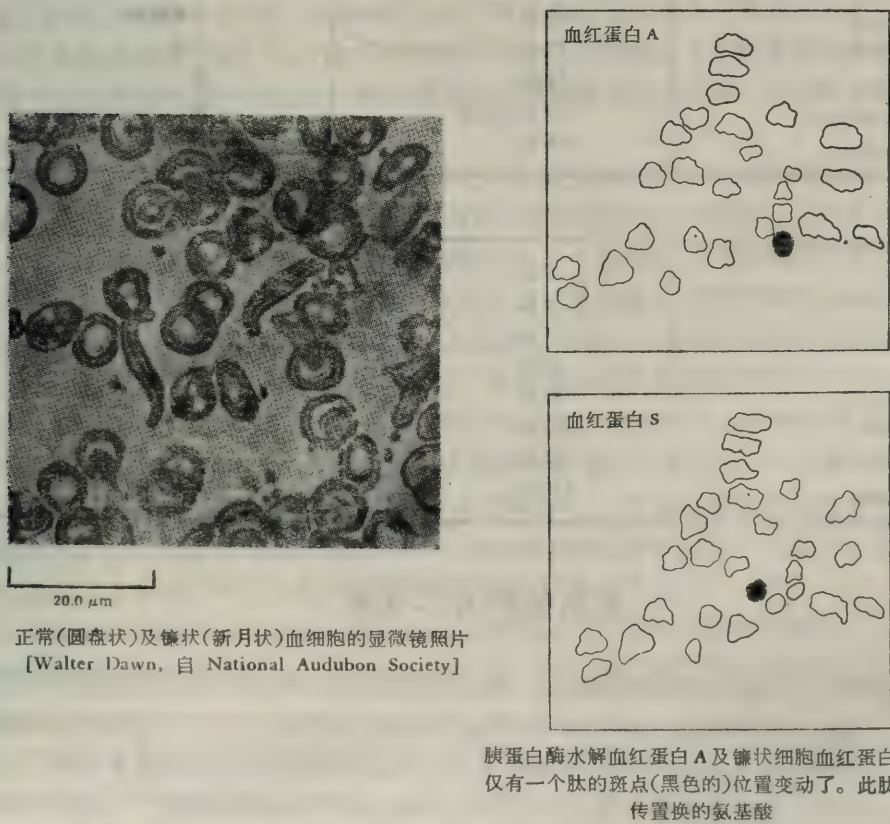 血红蛋白 A
血红蛋白 S
20.0 μm
正常(圆盘状)及镰状(新月状)血细胞的显微镜照片
[Walter Dawn, 自 National Audubon Society]
胰蛋白酶水解血红蛋白 A 及镰状细胞血红蛋白
仅有一个肽的斑点(黑色的)位置变动了。此肽
传置换的氨基酸